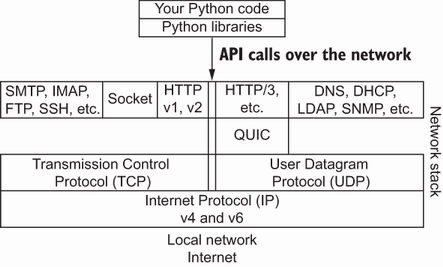 Your Python code
Python libraries
API calls over the network
SMTP, IMAP,
FTP, SSH, etc.
Socket
HTTP
v1, v2
HTTP/3,
etc.
DNS, DHCP,
LDAP, SNMP, etc.
QUIC
Network stack
Transmission Control
Protocol (TCP)
User Datagram
Protocol (UDP)
Internet Protocol (IP)
v4 and v6
Local network
Internet